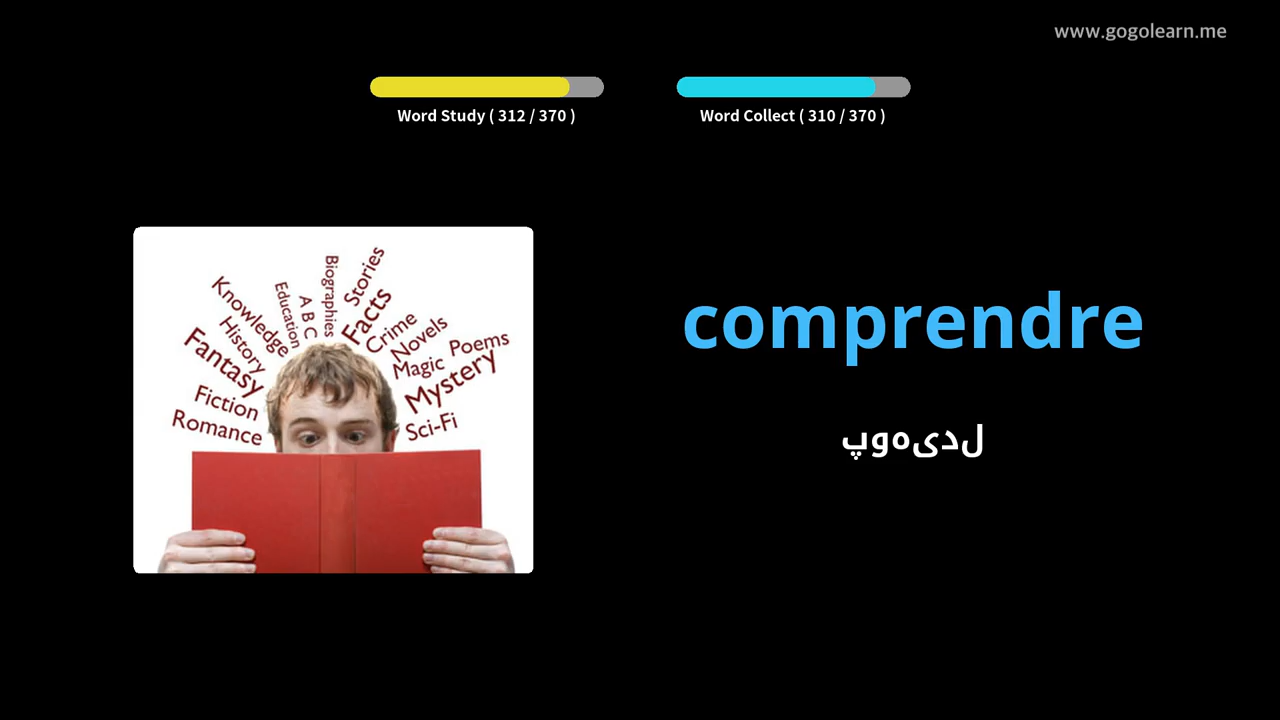 www.gogolearn.me
Word Study ( 312 / 370 )
Word Collect ( 310 / 370 )
Biographies
Stories
Education
A B C
Facts
Knowledge
Crime
History
Novels
Poems
Fantasy
Magic
Mystery
Fiction
Romance
Sci-Fi
comprendre
پوهیدل